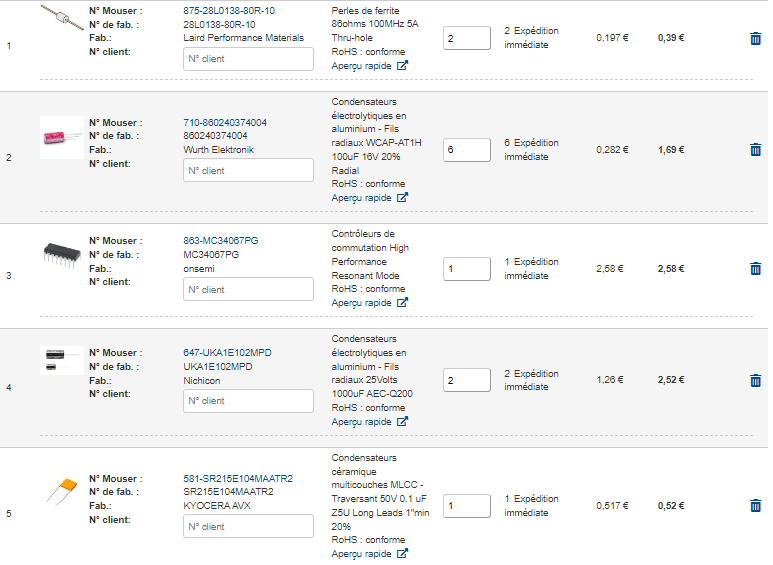 1
N° Mouser : 875-28L0138-80R-10
N° de fab. : 28L0138-80R-10
Fab.: Laird Performance Materials
N° client: N° client
Perles de ferrite
86ohms 100MHz 5A
Thru-hole
RoHS : conforme
Aperçu rapide
2
2 Expédition
immédiate
0,197 €
0,39 €
2
N° Mouser : 710-860240374004
N° de fab. : 860240374004
Fab.: Wurth Elektronik
N° client: N° client
Condensateurs
électrolytiques en
aluminium - Fils
radiaux WCAP-AT1H
100uF 16V 20%
Radial
RoHS : conforme
Aperçu rapide
6
6 Expédition
immédiate
0,282 €
1,69 €
3
N° Mouser : 863-MC34067PG
N° de fab. : MC34067PG
Fab.: onsemi
N° client: N° client
Contrôleurs de
commutation High
Performance
Resonant Mode
RoHS : conforme
Aperçu rapide
1
1 Expédition
immédiate
2,58 €
2,58 €
4
N° Mouser : 647-UKA1E102MPD
N° de fab. : UKA1E102MPD
Fab.: Nichicon
N° client: N° client
Condensateurs
électrolytiques en
aluminium - Fils
radiaux 25Volts
1000uF AEC-Q200
RoHS : conforme
Aperçu rapide
2
2 Expédition
immédiate
1,26 €
2,52 €
5
N° Mouser : 581-SR215E104MAATR2
N° de fab. : SR215E104MAATR2
Fab.: KYOCERA AVX
N° client: N° client
Condensateurs
céramique
multicouches MLCC -
Traversant 50V 0.1 uF
Z5U Long Leads 1"min
20%
RoHS : conforme
Aperçu rapide
1
1 Expédition
immédiate
0,517 €
0,52 €